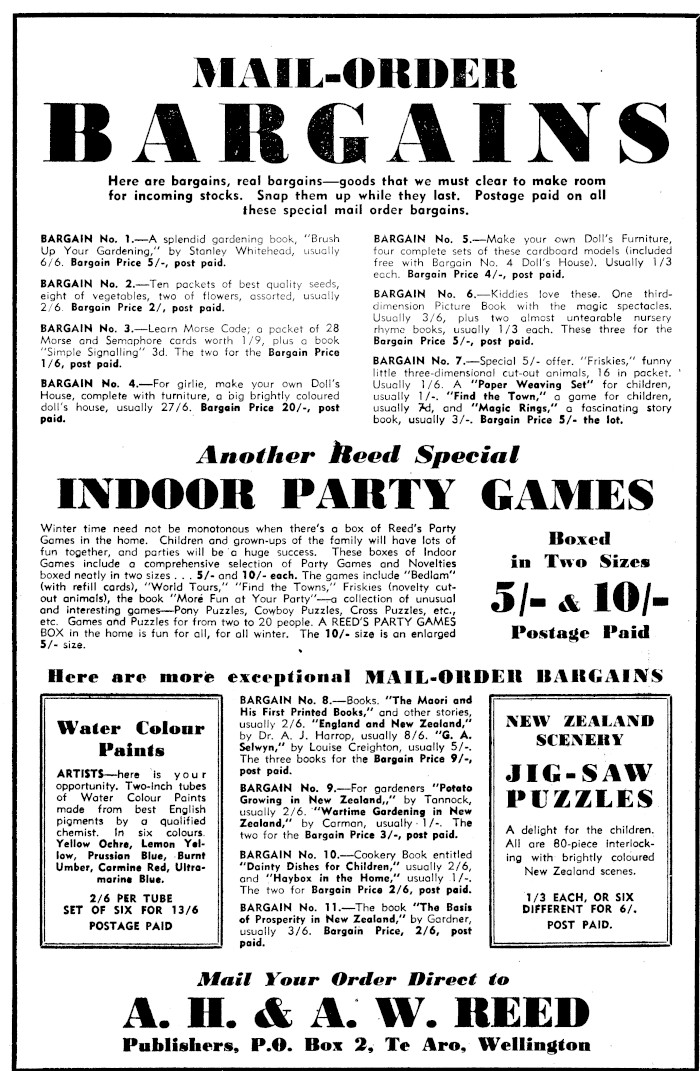 MAIL-ORDER
BARGAINS
Here are bargains, real bargains—goods that we must clear to make room
for incoming stocks. Snap them up while they last. Postage paid on all
these special mail order bargains.
BARGAIN No. 1.—A splendid gardening book, "Brush
Up Your Gardening," by Stanley Whitehead, usually
6/6. Bargain Price 5/-, post paid.
BARGAIN No. 2.—Ten packets of best quality seeds,
eight of vegetables, two of flowers, assorted, usually
2/6. Bargain Price 2/, post paid.
BARGAIN No. 3.—Learn Morse Code; a packet of 28
Morse and Semaphore cards worth 1/9, plus a book
"Simple Signalling" 3d. The two for the Bargain Price
1/6, post paid.
BARGAIN No. 4.—For girlie, make your own Doll's
House, complete with turniture, a big brightly coloured
doll's house, usually 27/6. Bargain Price 20/-, post
paid.
BARGAIN No. 5.—Make your own Doll's Furniture,
four complete sets of these cardboard models (included
free with Bargain No. 4 Doll's House). Usually 1/3
each. Bargain Price 4/-, post paid.
BARGAIN No. 6.—Kiddies love these. One third-
dimension Picture Book with the magic spectacles.
Usually 3/6, plus two almost untearable nursery
rhyme books, usually 1/3 each. These three for the
Bargain Price 5/-, post paid.
BARGAIN No. 7.—Special 5/- offer. "Friskies," funny
little three-dimensional cut-out animals, 16 in packet.
Usually 1/6. A "Paper Weaving Set" for children,
usually 1/-. "Find the Town," a game for children,
usually 7d, and "Magic Rings," a fascinating story
book, usually 3/-. Bargain Price 5/- the lot.
Another Reed Special
INDOOR PARTY GAMES
Winter time need not be monotonous when there's a box of Reed's Party
Games in the home. Children and grown-ups of the family will have lots of
fun together, and parties will be a huge success. These boxes of Indoor
Games include a comprehensive selection of Party Games and Novelties
boxed neatly in two sizes . . . 5/- and 10/- each. The games include "Bedlam"
(with refill cards), "World Tours," "Find the Towns," Friskies (novelty cut-
out animals), the book "More Fun at Your Party"—a collection of unusual
and interesting games—Pony Puzzles, Cowboy Puzzles, Cross Puzzles, etc.,
etc. Games and Puzzles for from two to 20 people. A REED'S PARTY GAMES
BOX in the home is fun for all, for all winter. The 10/- size is an enlarged
5/- size.
Boxed
in Two Sizes
5/- & 10/-
Postage Paid
Here are more exceptional MAIL-ORDER BARGAINS
Water Colour
Paints
ARTISTS—here is your
opportunity. Two-inch tubes
of Water Colour Paints
made from best English
pigments by a qualified
chemist. In six colours.
Yellow Ochre, Lemon Yel-
low, Prussian Blue, Burnt
Umber, Carmine Red, Ultra-
marine Blue.
2/6 PER TUBE
SET OF SIX FOR 13/6
POSTAGE PAID
BARGAIN No. 8.—Books. "The Maori and
His First Printed Books," and other stories,
usually 2/6. "England and New Zealand,"
by Dr. A. J. Harrop, usually 8/6. "G. A.
Selwyn," by Louise Creighton, usually 5/-.
The three books for the Bargain Price 9/-,
post paid.
BARGAIN No. 9.—For gardeners "Potato
Growing in New Zealand,," by Tannock,
usually 2/6. "Wartime Gardening in New
Zealand," by Carman, usually 1/-. The
two for the Bargain Price 3/-, post paid.
BARGAIN No. 10.—Cookery Book entitled
"Dainty Dishes for Children," usually 2/6,
and "Haybox in the Home," usually 1/-.
The two for Bargain Price 2/6, post paid.
BARGAIN No. 11.—The book "The Basis
of Prosperity in New Zealand," by Gardner,
usually 3/6. Bargain Price, 2/6, post
paid.
NEW ZEALAND
SCENERY
JIG-SAW
PUZZLES
A delight for the children.
All are 80-piece interlock-
ing with brightly coloured
New Zealand scenes.
1/3 EACH, OR SIX
DIFFERENT FOR 6/.
POST PAID.
Mail Your Order Direct to
A. H. & A. W. REED
Publishers, P.O. Box 2, Te Aro, Wellington